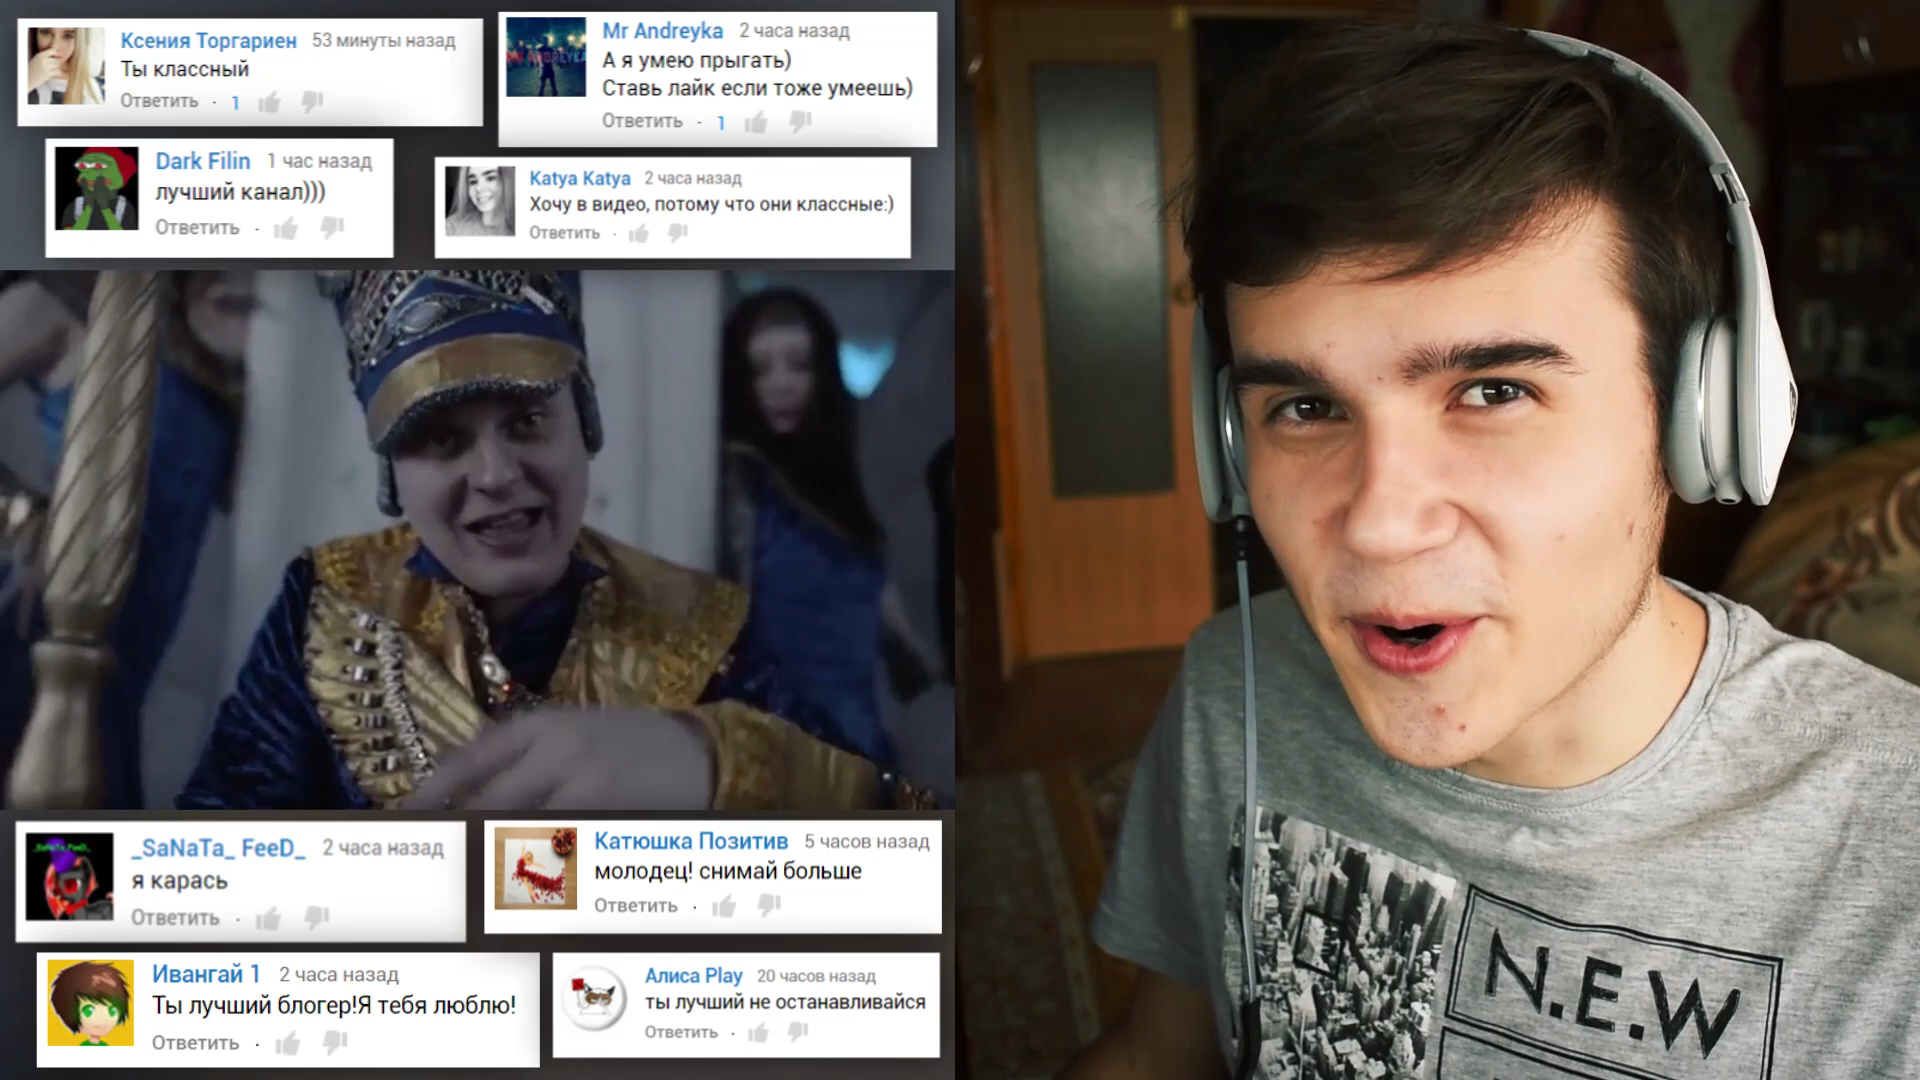 Ксения Торгариен 53 минуты назад
Ты классный
Ответить · 1
Mr Andreyka 2 часа назад
А я умею прыгать)
Ставь лайк если тоже умеешь)
Ответить · 1
Dark Filin 1 час назад
лучший канал)))
Ответить ·
Katya Katya 2 часа назад
Хочу в видео, потому что они классные:)
Ответить ·
_SaNaTa_ FeeD_ 2 часа назад
я карась
Ответить ·
Катюшка Позитив 5 часов назад
молодец! снимай больше
Ответить ·
Ивангай 1 2 часа назад
Ты лучший блогер!Я тебя люблю!
Ответить ·
Алиса Play 20 часов назад
ты лучший не останавливайся
Ответить ·
N.E.W